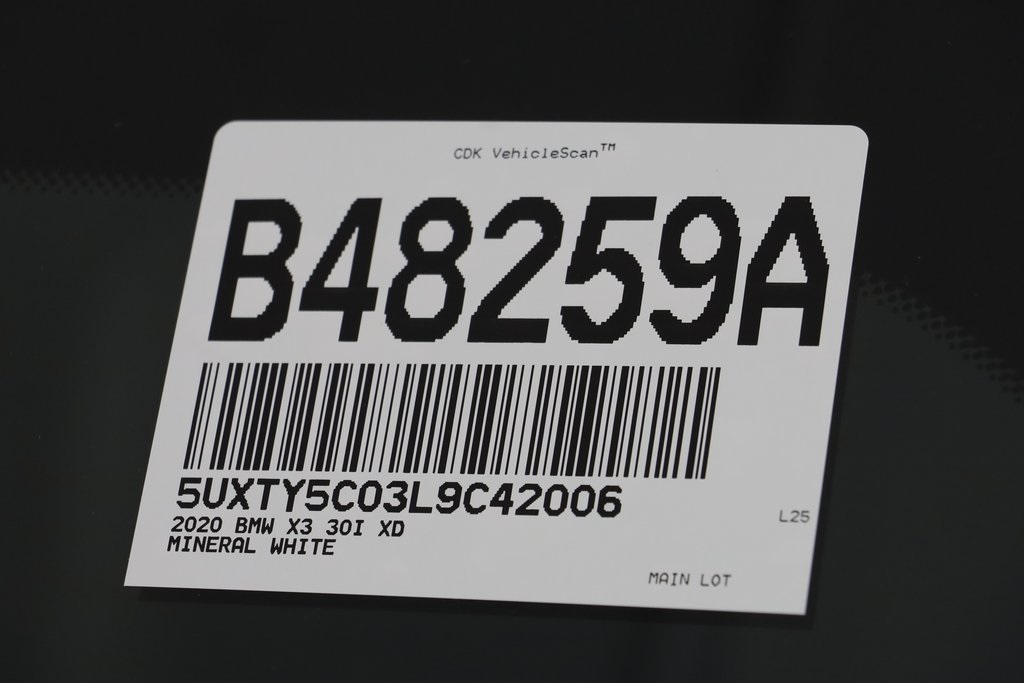 CDK VehicleScan™
B48259A
5UXTY5C03L9C42006
2020 BMW X3 30I XD
MINERAL WHITE
L25
MAIN LOT